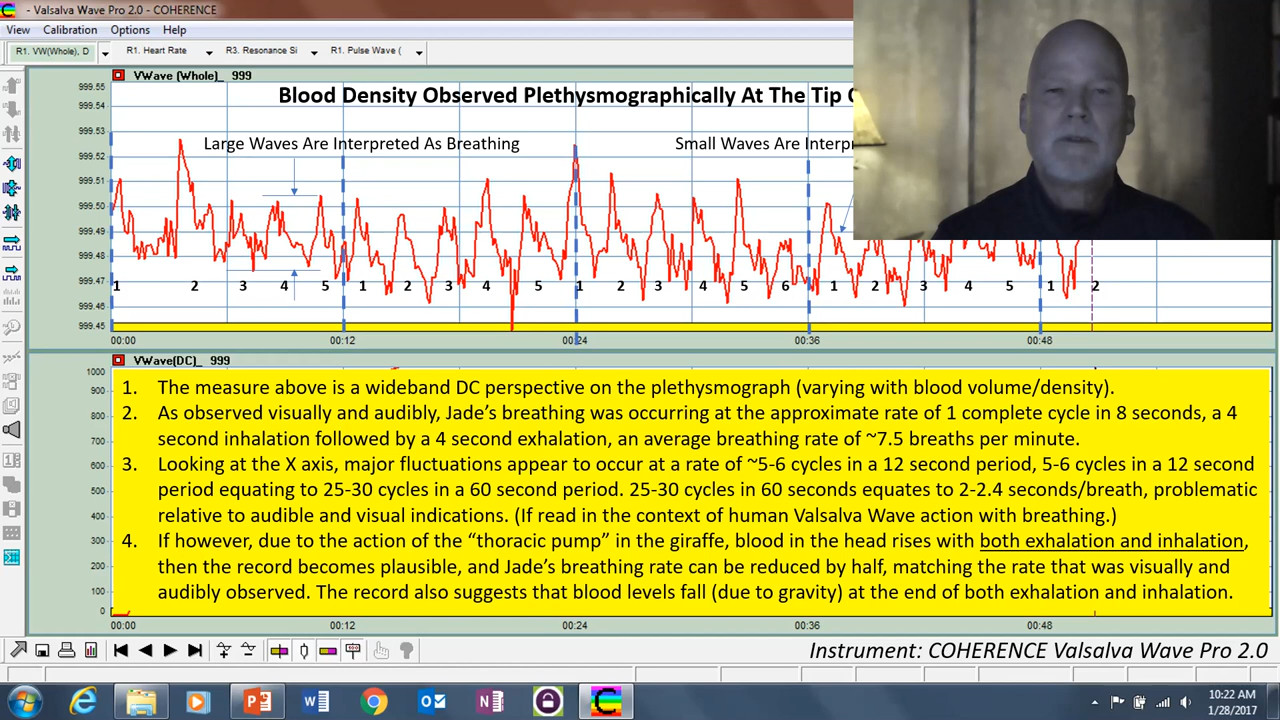 - Valsalva Wave Pro 2.0 - COHERENCE
View Calibration Options Help
R1. VW(Whole), D R1. Heart Rate R3. Resonance Si R1. Pulse Wave (
VWave (Whole)_ 999
Blood Density Observed Plethysmographically At The Tip
Large Waves Are Interpreted As Breathing
Small Waves Are
999.55
999.54
999.53
999.52
999.51
999.50
999.49
999.48
999.47
999.46
999.45
1 2 3 4 5 1 2 3 4 5 1 2 3 4 5 6 1 2 3 4 5 1 2
00:00 00:12 00:24 00:36 00:48
VWave(DC)_ 999
1000
900
800
700
600
500
400
300
200
100
0
1. The measure above is a wideband DC perspective on the plethysmograph (varying with blood volume/density).
2. As observed visually and audibly, Jade's breathing was occurring at the approximate rate of 1 complete cycle in 8 seconds, a 4
second inhalation followed by a 4 second exhalation, an average breathing rate of ~7.5 breaths per minute.
3. Looking at the X axis, major fluctuations appear to occur at a rate of ~5-6 cycles in a 12 second period, 5-6 cycles in a 12 second
period equating to 25-30 cycles in a 60 second period. 25-30 cycles in 60 seconds equates to 2-2.4 seconds/breath, problematic
relative to audible and visual indications. (If read in the context of human Valsalva Wave action with breathing.)
4. If however, due to the action of the “thoracic pump” in the giraffe, blood in the head rises with both exhalation and inhalation,
then the record becomes plausible, and Jade's breathing rate can be reduced by half, matching the rate that was visually and
audibly observed. The record also suggests that blood levels fall (due to gravity) at the end of both exhalation and inhalation.
00:00 00:12 00:24 00:36 00:48
Instrument: COHERENCE Valsalva Wave Pro 2.0
10:22 AM
1/28/2017